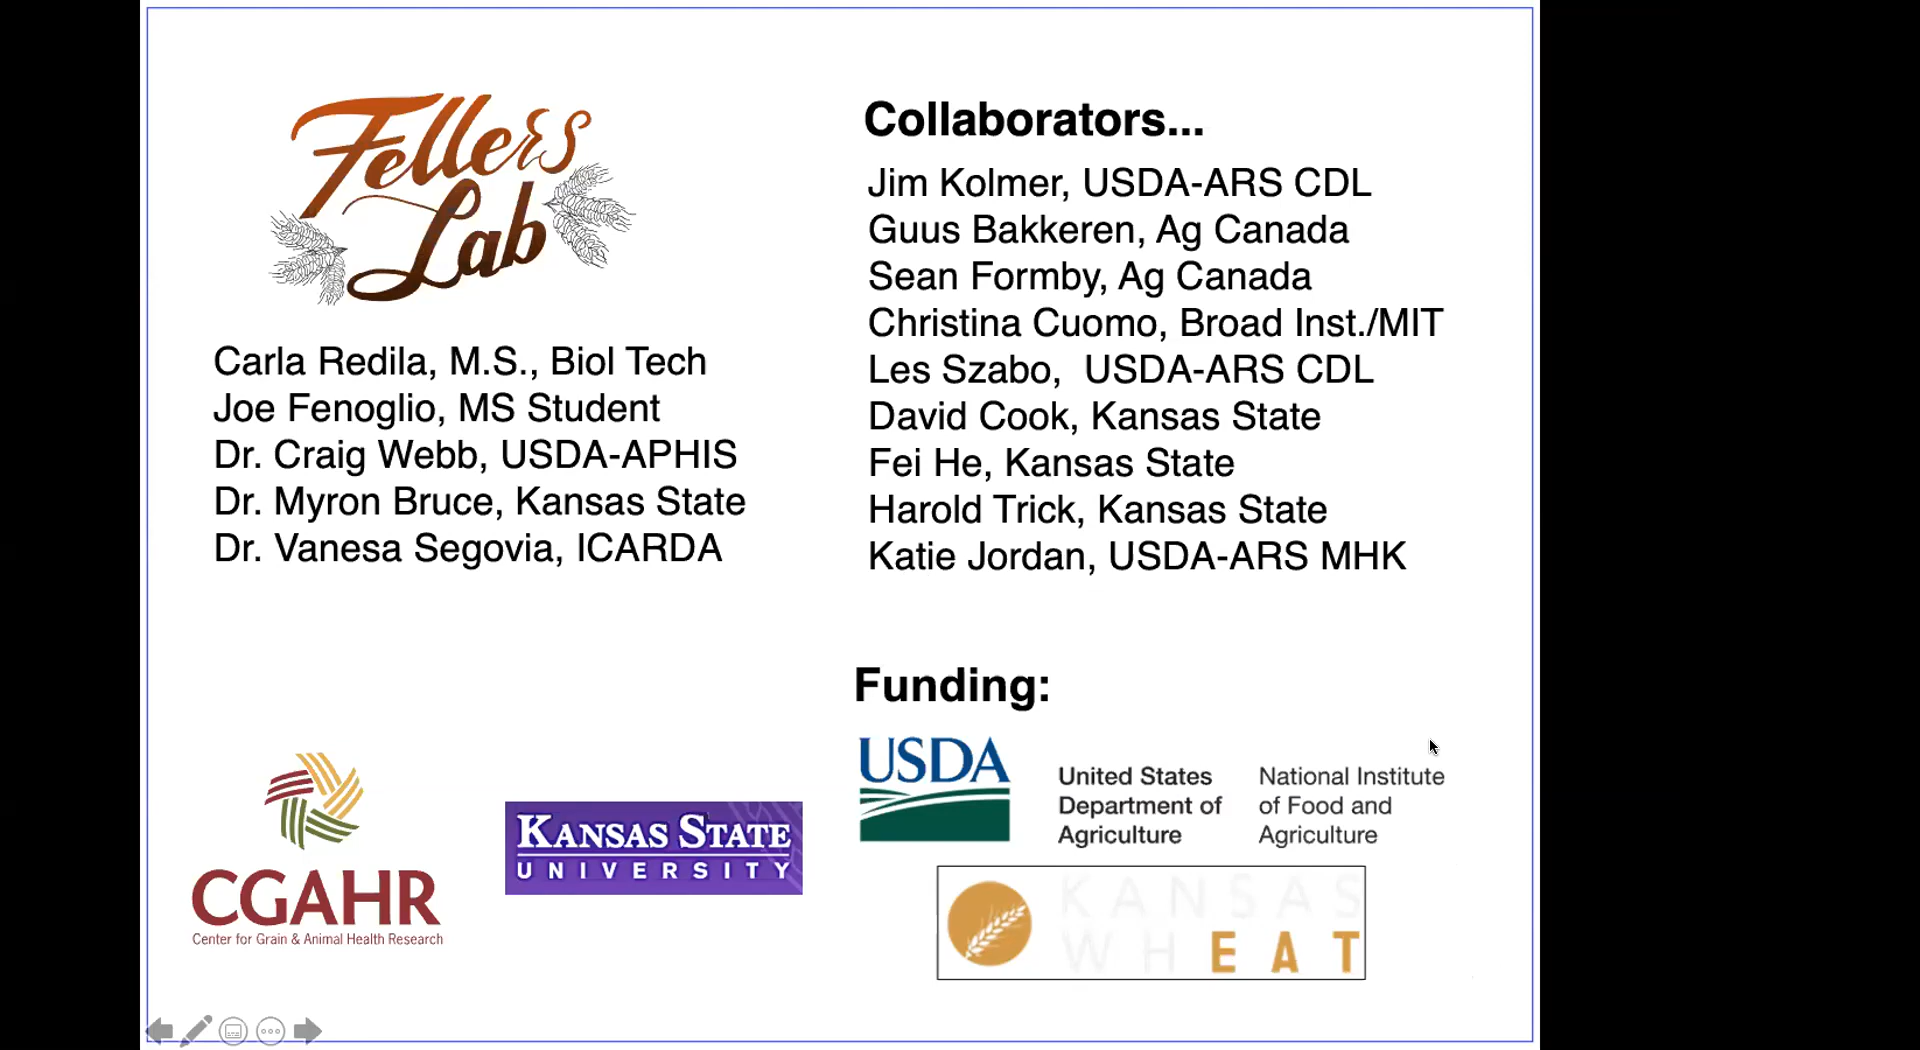 Fellers
Lab
Carla Redila, M.S., Biol Tech
Joe Fenoglio, MS Student
Dr. Craig Webb, USDA-APHIS
Dr. Myron Bruce, Kansas State
Dr. Vanesa Segovia, ICARDA
Collaborators...
Jim Kolmer, USDA-ARS CDL
Guus Bakkeren, Ag Canada
Sean Formby, Ag Canada
Christina Cuomo, Broad Inst./MIT
Les Szabo, USDA-ARS CDL
David Cook, Kansas State
Fei He, Kansas State
Harold Trick, Kansas State
Katie Jordan, USDA-ARS MHK
CGAHR
Center for Grain & Animal Health Research
KANSAS STATE
UNIVERSITY
Funding:
USDA
United States
Department of
Agriculture
National Institute
of Food and
Agriculture
KANSAS
WHEAT